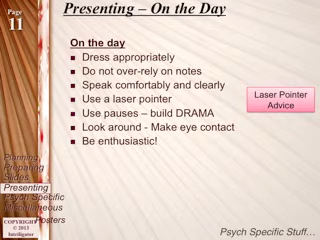 Page
11
Presenting – On the Day
On the day
Dress appropriately
Do not over-rely on notes
Speak comfortably and clearly
Use a laser pointer
Use pauses – build DRAMA
Look around - Make eye contact
Be enthusiastic!
Laser Pointer
Advice
Planning
Preparing
Slides
Presenting
Psych Specific
Miscellaneous
Posters
COPYRIGHT
© 2013
Psych Specific Stuff…